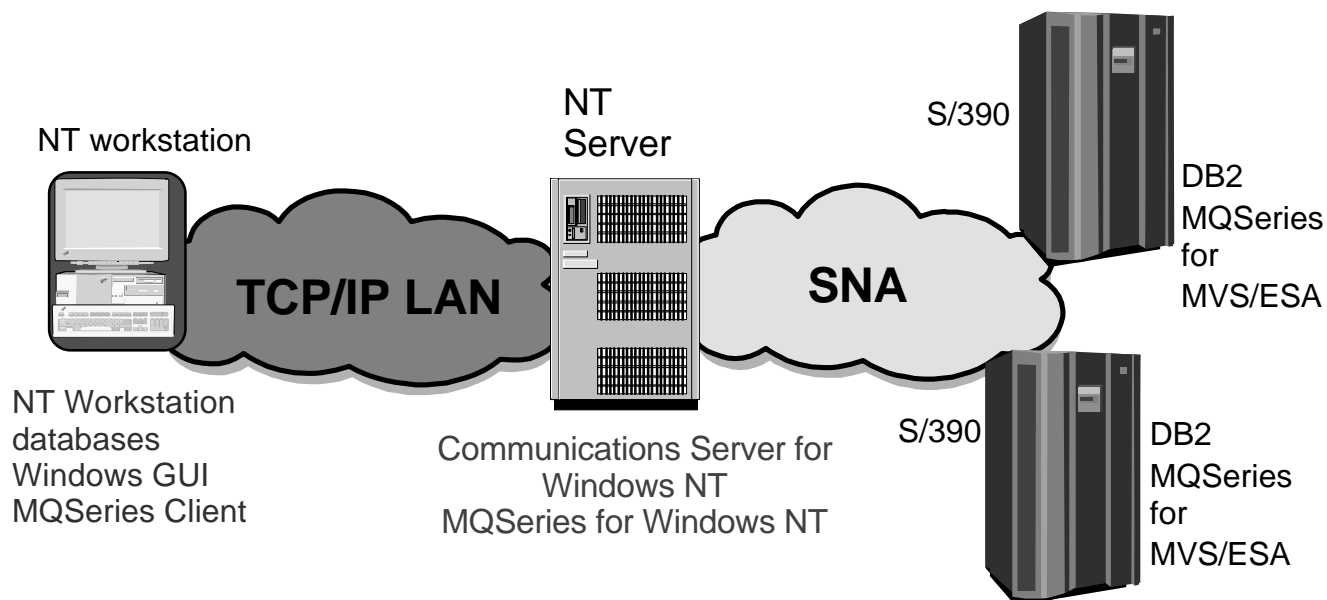 NT workstation
NT
Server
S/390
DB2
MQSeries
for
MVS/ESA
TCP/IP LAN
SNA
NT Workstation
databases
Windows GUI
MQSeries Client
Communications Server for
Windows NT
MQSeries for Windows NT
S/390
DB2
MQSeries
for
MVS/ESA